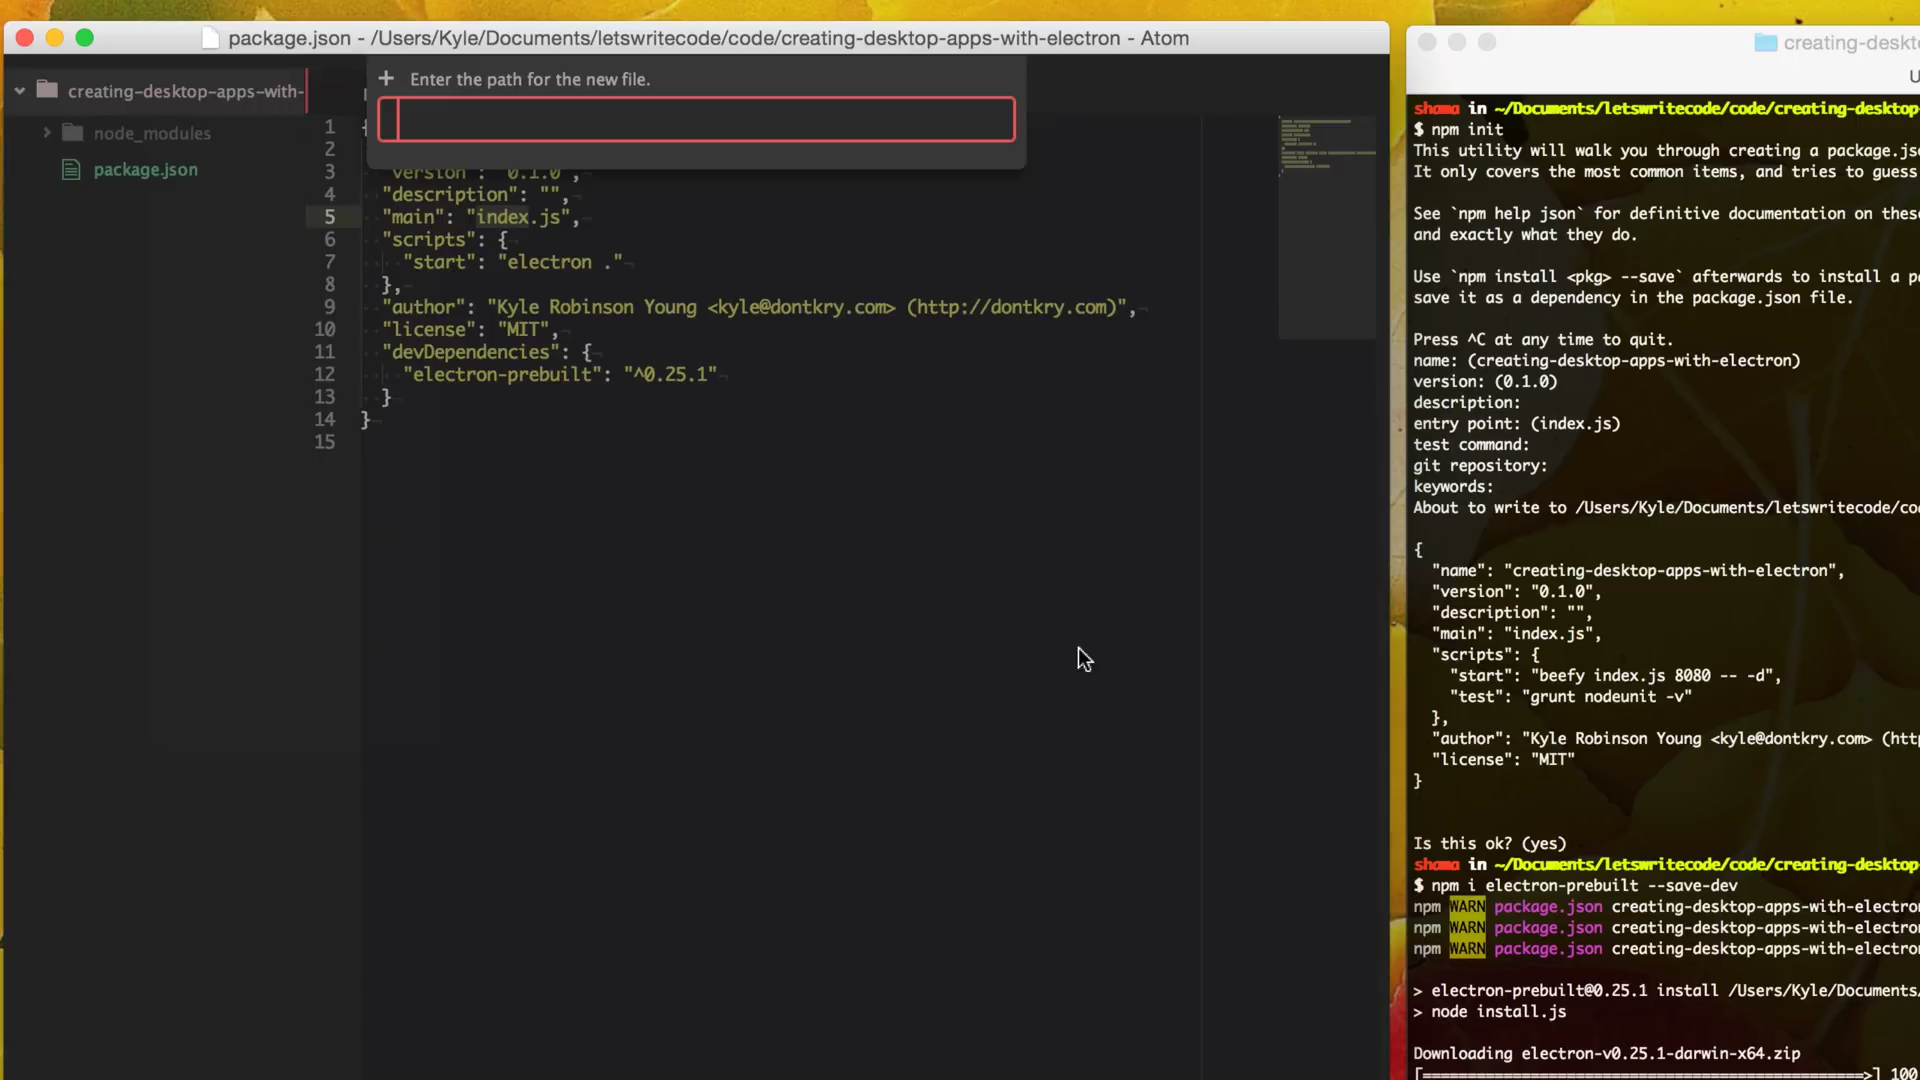 package.json - /Users/Kyle/Documents/letswritecode/code/creating-desktop-apps-with-electron - Atom
creating-desktop-apps-with-
node_modules
package.json
Enter the path for the new file.
1 {
2
3 "version": "0.1.0",
4 "description": "",
5 "main": "index.js",
6 "scripts": {
7 "start": "electron ."
8 },
9 "author": "Kyle Robinson Young <kyle@dontkry.com> (http://dontkry.com)",
10 "license": "MIT",
11 "devDependencies": {
12 "electron-prebuilt": "^0.25.1"
13 }
14 }
15
creating-deskto
shama in ~/Documents/letswritecode/code/creating-desktop-
$ npm init
This utility will walk you through creating a package.js
It only covers the most common items, and tries to guess
See `npm help json` for definitive documentation on these
and exactly what they do.
Use `npm install <pkg> --save` afterwards to install a p
save it as a dependency in the package.json file.
Press ^C at any time to quit.
name: (creating-desktop-apps-with-electron)
version: (0.1.0)
description:
entry point: (index.js)
test command:
git repository:
keywords:
About to write to /Users/Kyle/Documents/letswritecode/co
{
"name": "creating-desktop-apps-with-electron",
"version": "0.1.0",
"description": "",
"main": "index.js",
"scripts": {
"start": "beefy index.js 8080 -- -d",
"test": "grunt nodeunit -v"
},
"author": "Kyle Robinson Young <kyle@dontkry.com> (htt
"license": "MIT"
}
Is this ok? (yes)
shama in ~/Documents/letswritecode/code/creating-desktop-
$ npm i electron-prebuilt --save-dev
npm WARN package.json creating-desktop-apps-with-electro
npm WARN package.json creating-desktop-apps-with-electro
npm WARN package.json creating-desktop-apps-with-electro
> electron-prebuilt@0.25.1 install /Users/Kyle/Documents/
> node install.js
Downloading electron-v0.25.1-darwin-x64.zip
[============================================>] 100